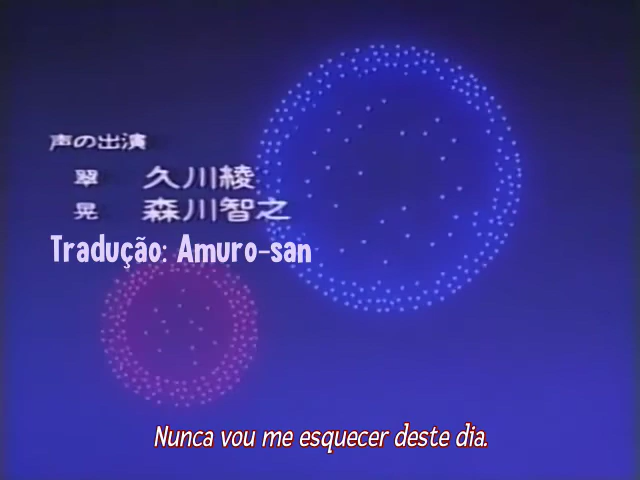 声の出演
翠 久川綾
晃 森川智之
Tradução: Amuro-san
Nunca vou me esquecer deste dia.